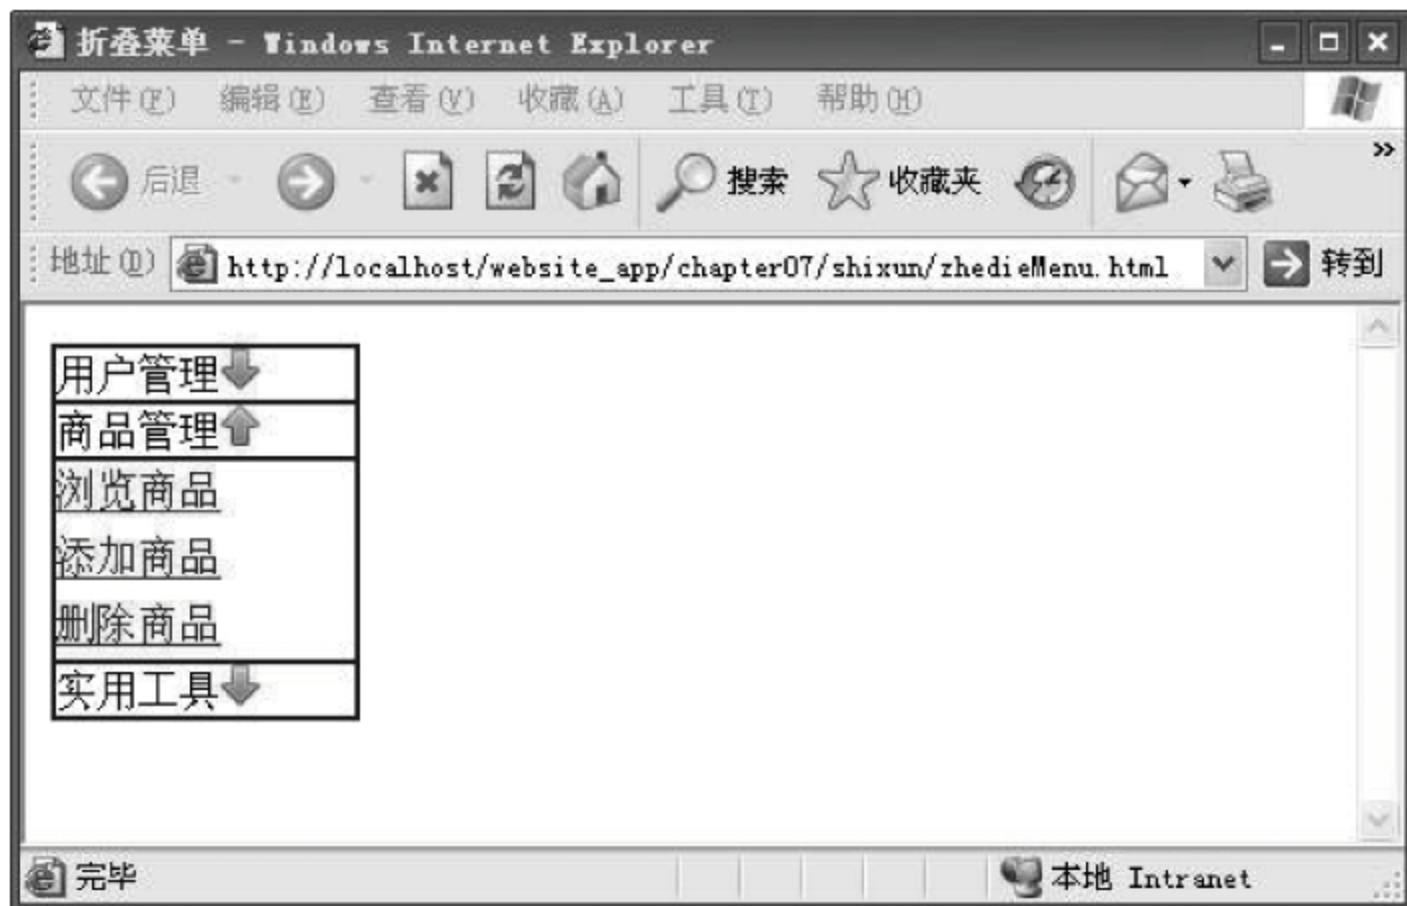 折叠菜单 - Windows Internet Explorer
文件(F) 编辑(E) 查看(V) 收藏(A) 工具(T) 帮助(H)
后退 搜索 收藏夹 »
地址(D) http://localhost/website_app/chapter07/shixun/zhedieMenu.html 转到
用户管理
商品管理
浏览商品
添加商品
删除商品
实用工具
完毕 本地 Intranet